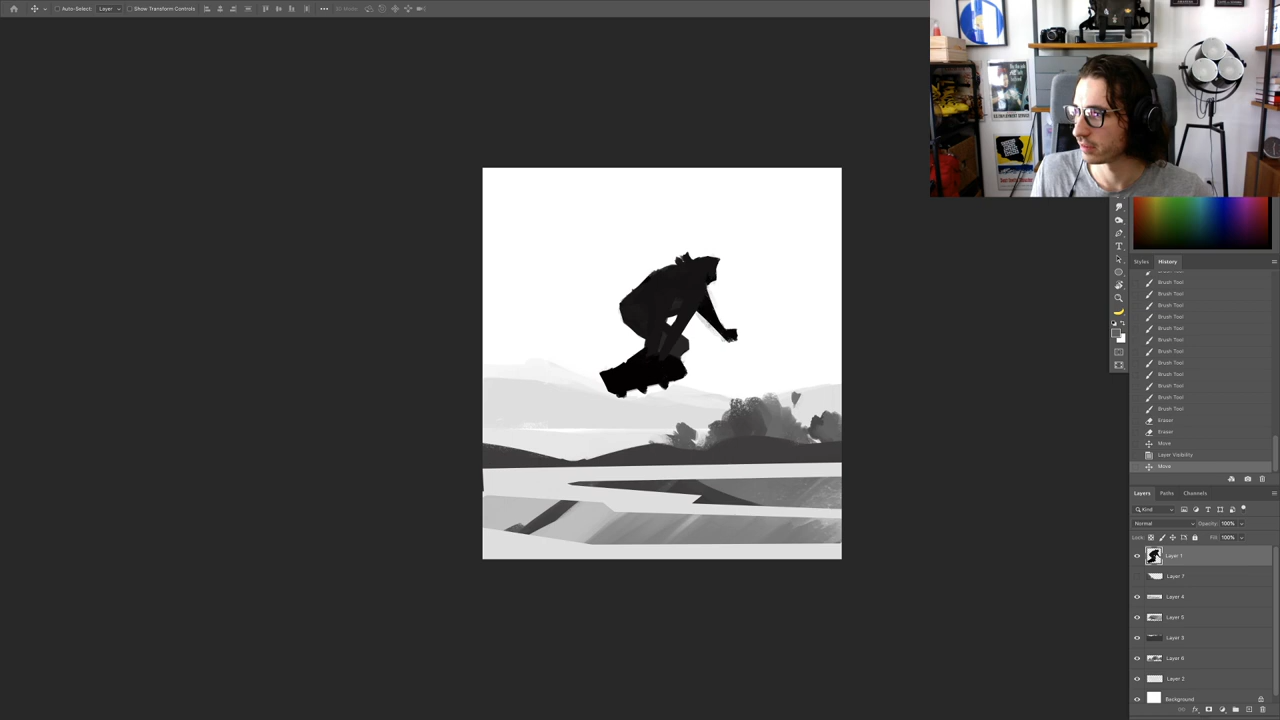 Auto-Select: Layer Show Transform Controls
3D Mode:
Styles History
Brush Tool
Brush Tool
Brush Tool
Brush Tool
Brush Tool
Brush Tool
Brush Tool
Brush Tool
Brush Tool
Brush Tool
Brush Tool
Brush Tool
Eraser
Eraser
Move
Layer Visibility
Move
Layers Paths Channels
Kind
Normal Opacity: 100%
Lock: Fill: 100%
Layer 1
Layer 7
Layer 4
Layer 5
Layer 3
Layer 6
Layer 2
Background